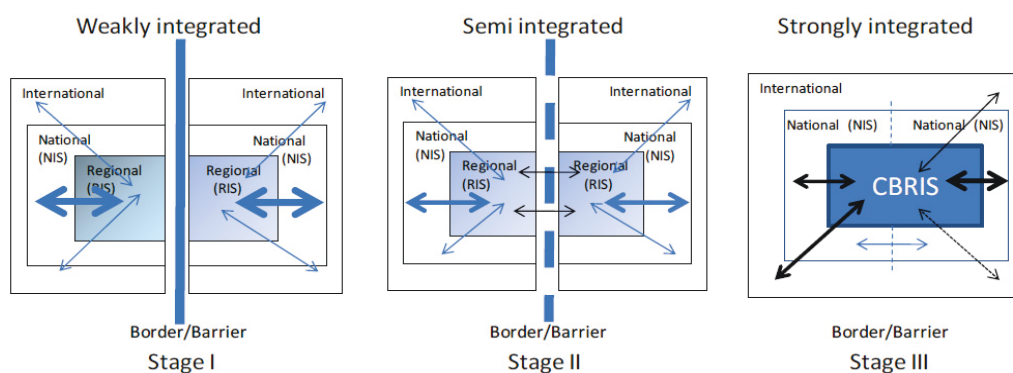 Weakly integrated
International
International
National
(NIS)
National
(NIS)
Regional
(RIS)
Regional
(RIS)
Border/Barrier
Stage I
Semi integrated
International
International
National
(NIS)
National
(NIS)
Regional
(RIS)
Regional
(RIS)
Border/Barrier
Stage II
Strongly integrated
International
National (NIS)
National (NIS)
CBRIS
Border/Barrier
Stage III